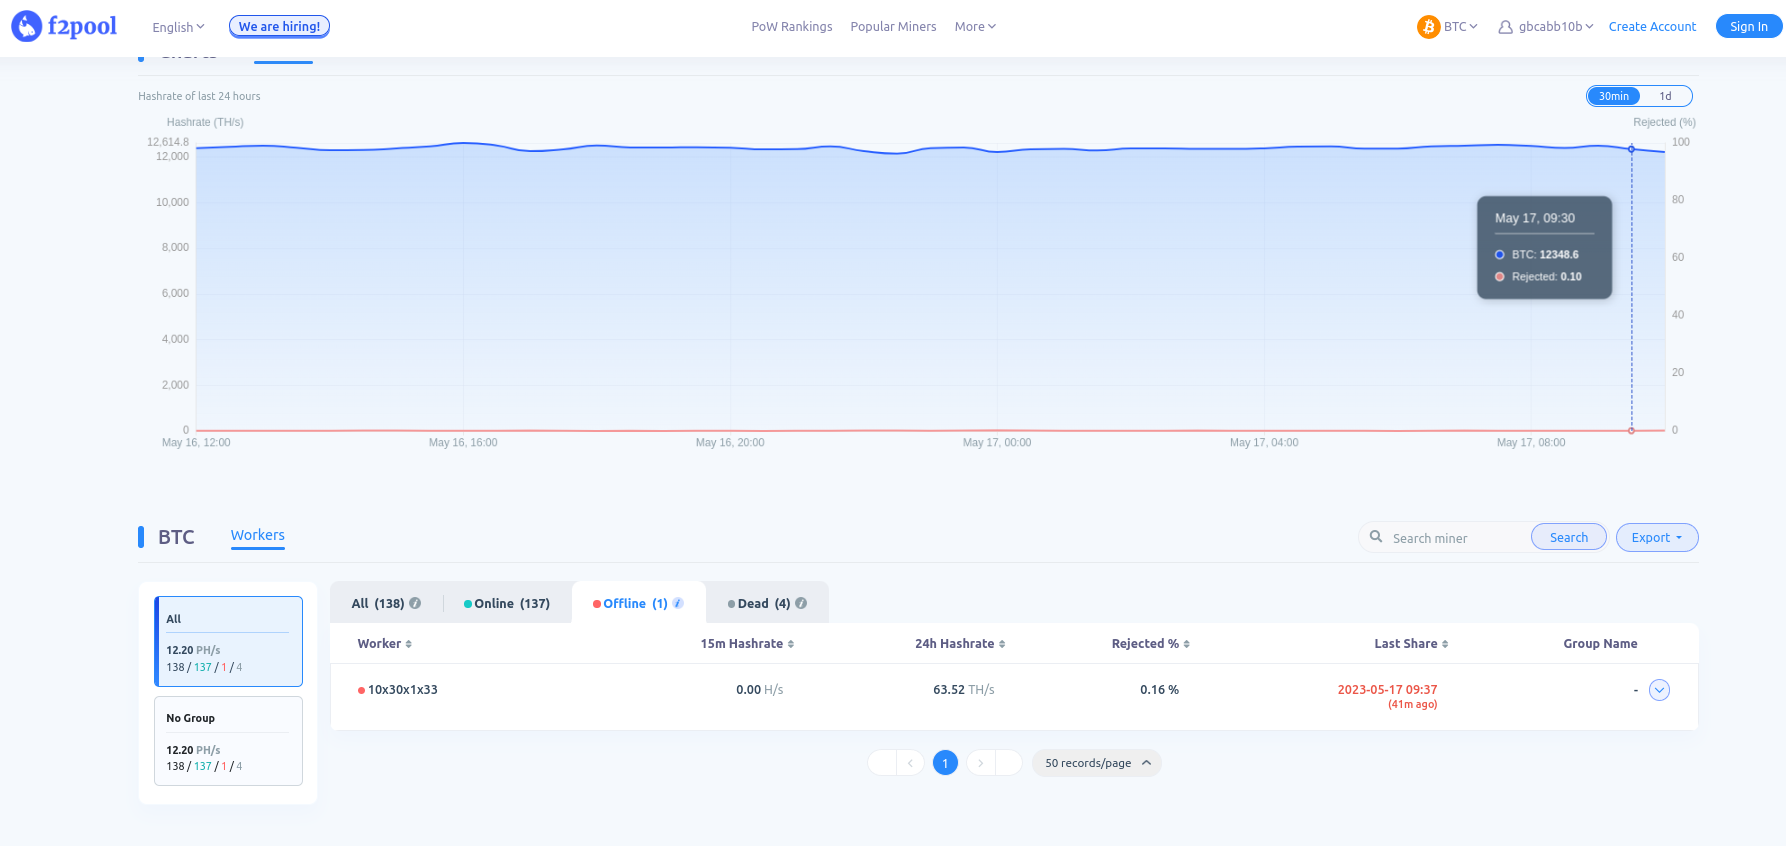 f2pool
English
We are hiring!
PoW Rankings
Popular Miners
More
BTC
gbcabb10b
Create Account
Sign In
Hashrate of last 24 hours
30min
1d
Hashrate (TH/s)
Rejected (%)
12,614.8
12,000
10,000
8,000
6,000
4,000
2,000
0
100
80
60
40
20
0
May 17, 09:30
BTC: 12348.6
Rejected: 0.10
May 16, 12:00
May 16, 16:00
May 16, 20:00
May 17, 00:00
May 17, 04:00
May 17, 08:00
BTC
Workers
Search miner
Search
Export
All
12.20 PH/s
138 / 137 / 1 / 4
No Group
12.20 PH/s
138 / 137 / 1 / 4
All (138)
Online (137)
Offline (1)
Dead (4)
Worker
15m Hashrate
24h Hashrate
Rejected %
Last Share
Group Name
10x30x1x33
0.00 H/s
63.52 TH/s
0.16 %
2023-05-17 09:37
(41m ago)
-
1
50 records/page